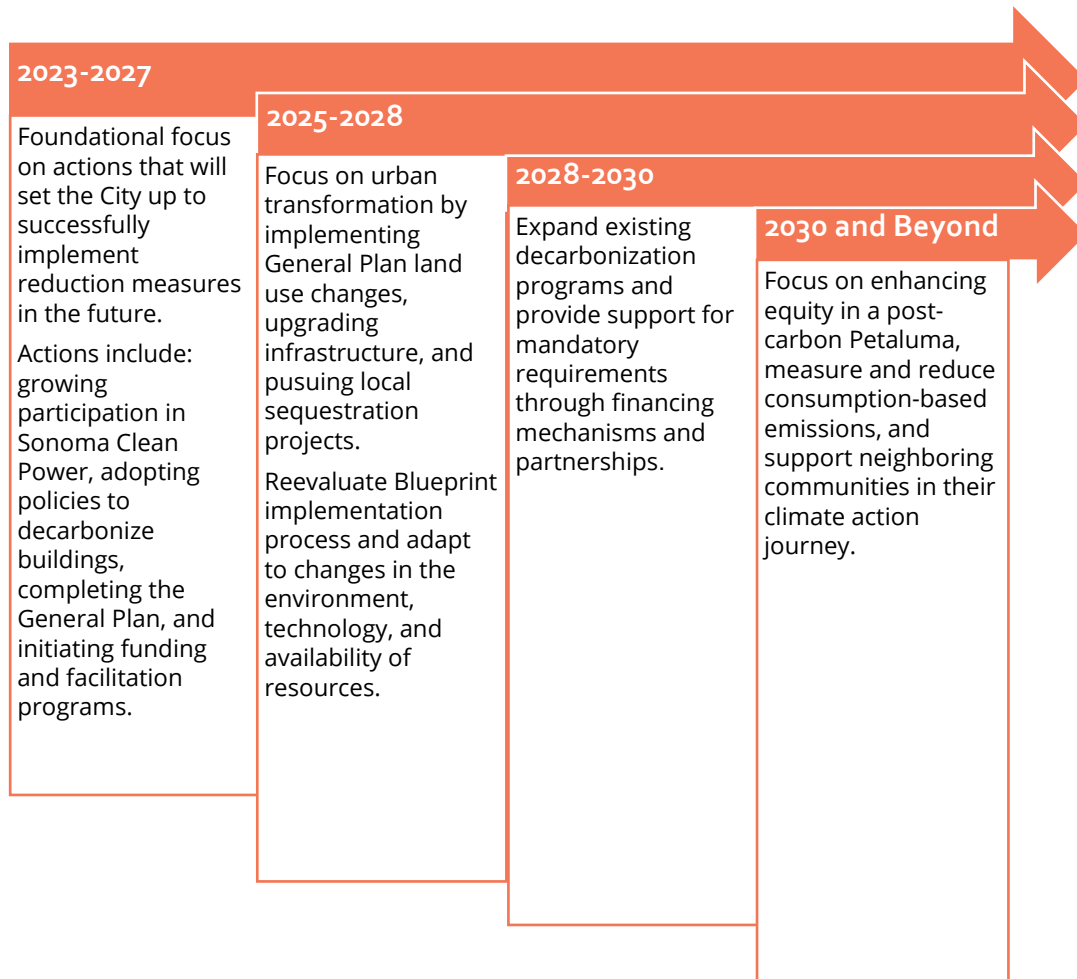 2023-2027
Foundational focus
on actions that will
set the City up to
successfully
implement
reduction measures
in the future.
Actions include:
growing
participation in
Sonoma Clean
Power, adopting
policies to
decarbonize
buildings,
completing the
General Plan, and
initiating funding
and facilitation
programs.
2025-2028
Focus on urban
transformation by
implementing
General Plan land
use changes,
upgrading
infrastructure, and
pusuing local
sequestration
projects.
Reevaluate Blueprint
implementation
process and adapt
to changes in the
environment,
technology, and
availability of
resources.
2028-2030
Expand existing
decarbonization
programs and
provide support for
mandatory
requirements
through financing
mechanisms and
partnerships.
2030 and Beyond
Focus on enhancing
equity in a post-
carbon Petaluma,
measure and reduce
consumption-based
emissions, and
support neighboring
communities in their
climate action
journey.